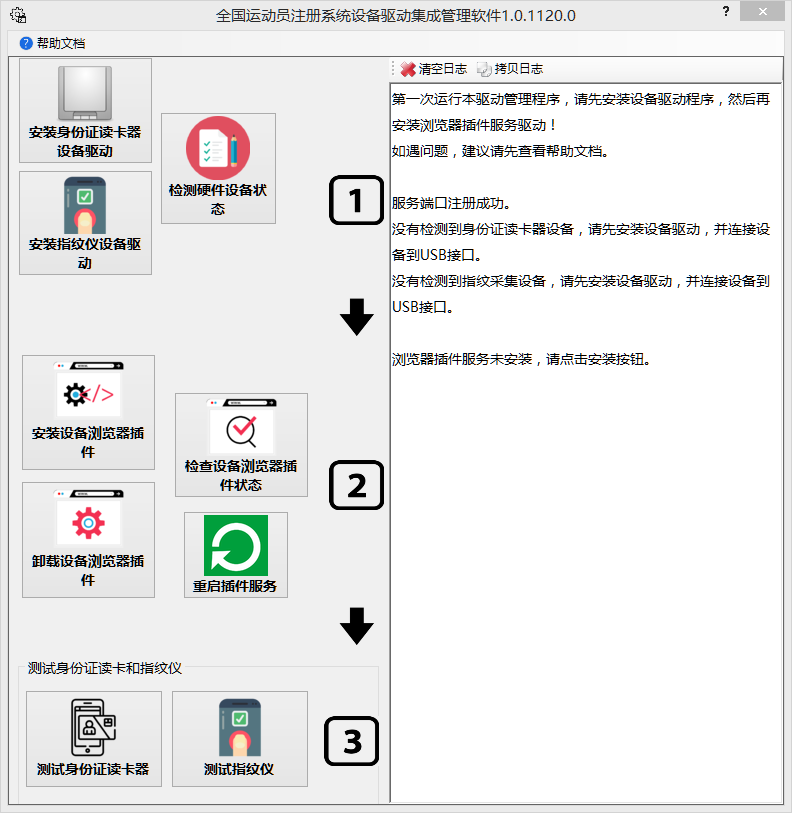 全国运动员注册系统设备驱动集成管理软件1.0.1120.0
?
帮助文档
安装身份证读卡器
设备驱动
检测硬件设备状
态
安装指纹仪设备驱
动
1
安装设备浏览器插
件
检查设备浏览器插
件状态
卸载设备浏览器插
件
重启插件服务
2
测试身份证读卡和指纹仪
测试身份证读卡器
测试指纹仪
3
清空日志 拷贝日志
第一次运行本驱动管理程序，请先安装设备驱动程序，然后再
安装浏览器插件服务驱动！
如遇问题，建议请先查看帮助文档。
服务端口注册成功。
没有检测到身份证读卡器设备，请先安装设备驱动，并连接设
备到USB接口。
没有检测到指纹采集设备，请先安装设备驱动，并连接设备到
USB接口。
浏览器插件服务未安装，请点击安装按钮。